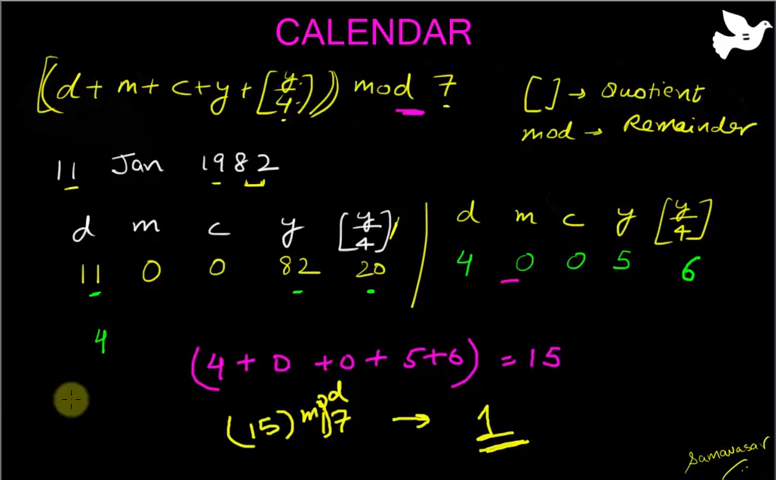 CALENDAR
[(d + m + c + y + [y/4])] mod 7
[ ] → Quotient
mod → Remainder
11 Jan 1982
d m c y [y/4] | d m c y [y/4]
11 0 0 82 20 | 4 0 0 5 6
4
(4 + 0 + 0 + 5 + 6) = 15
(15) mod 7 → 1
Samavasar